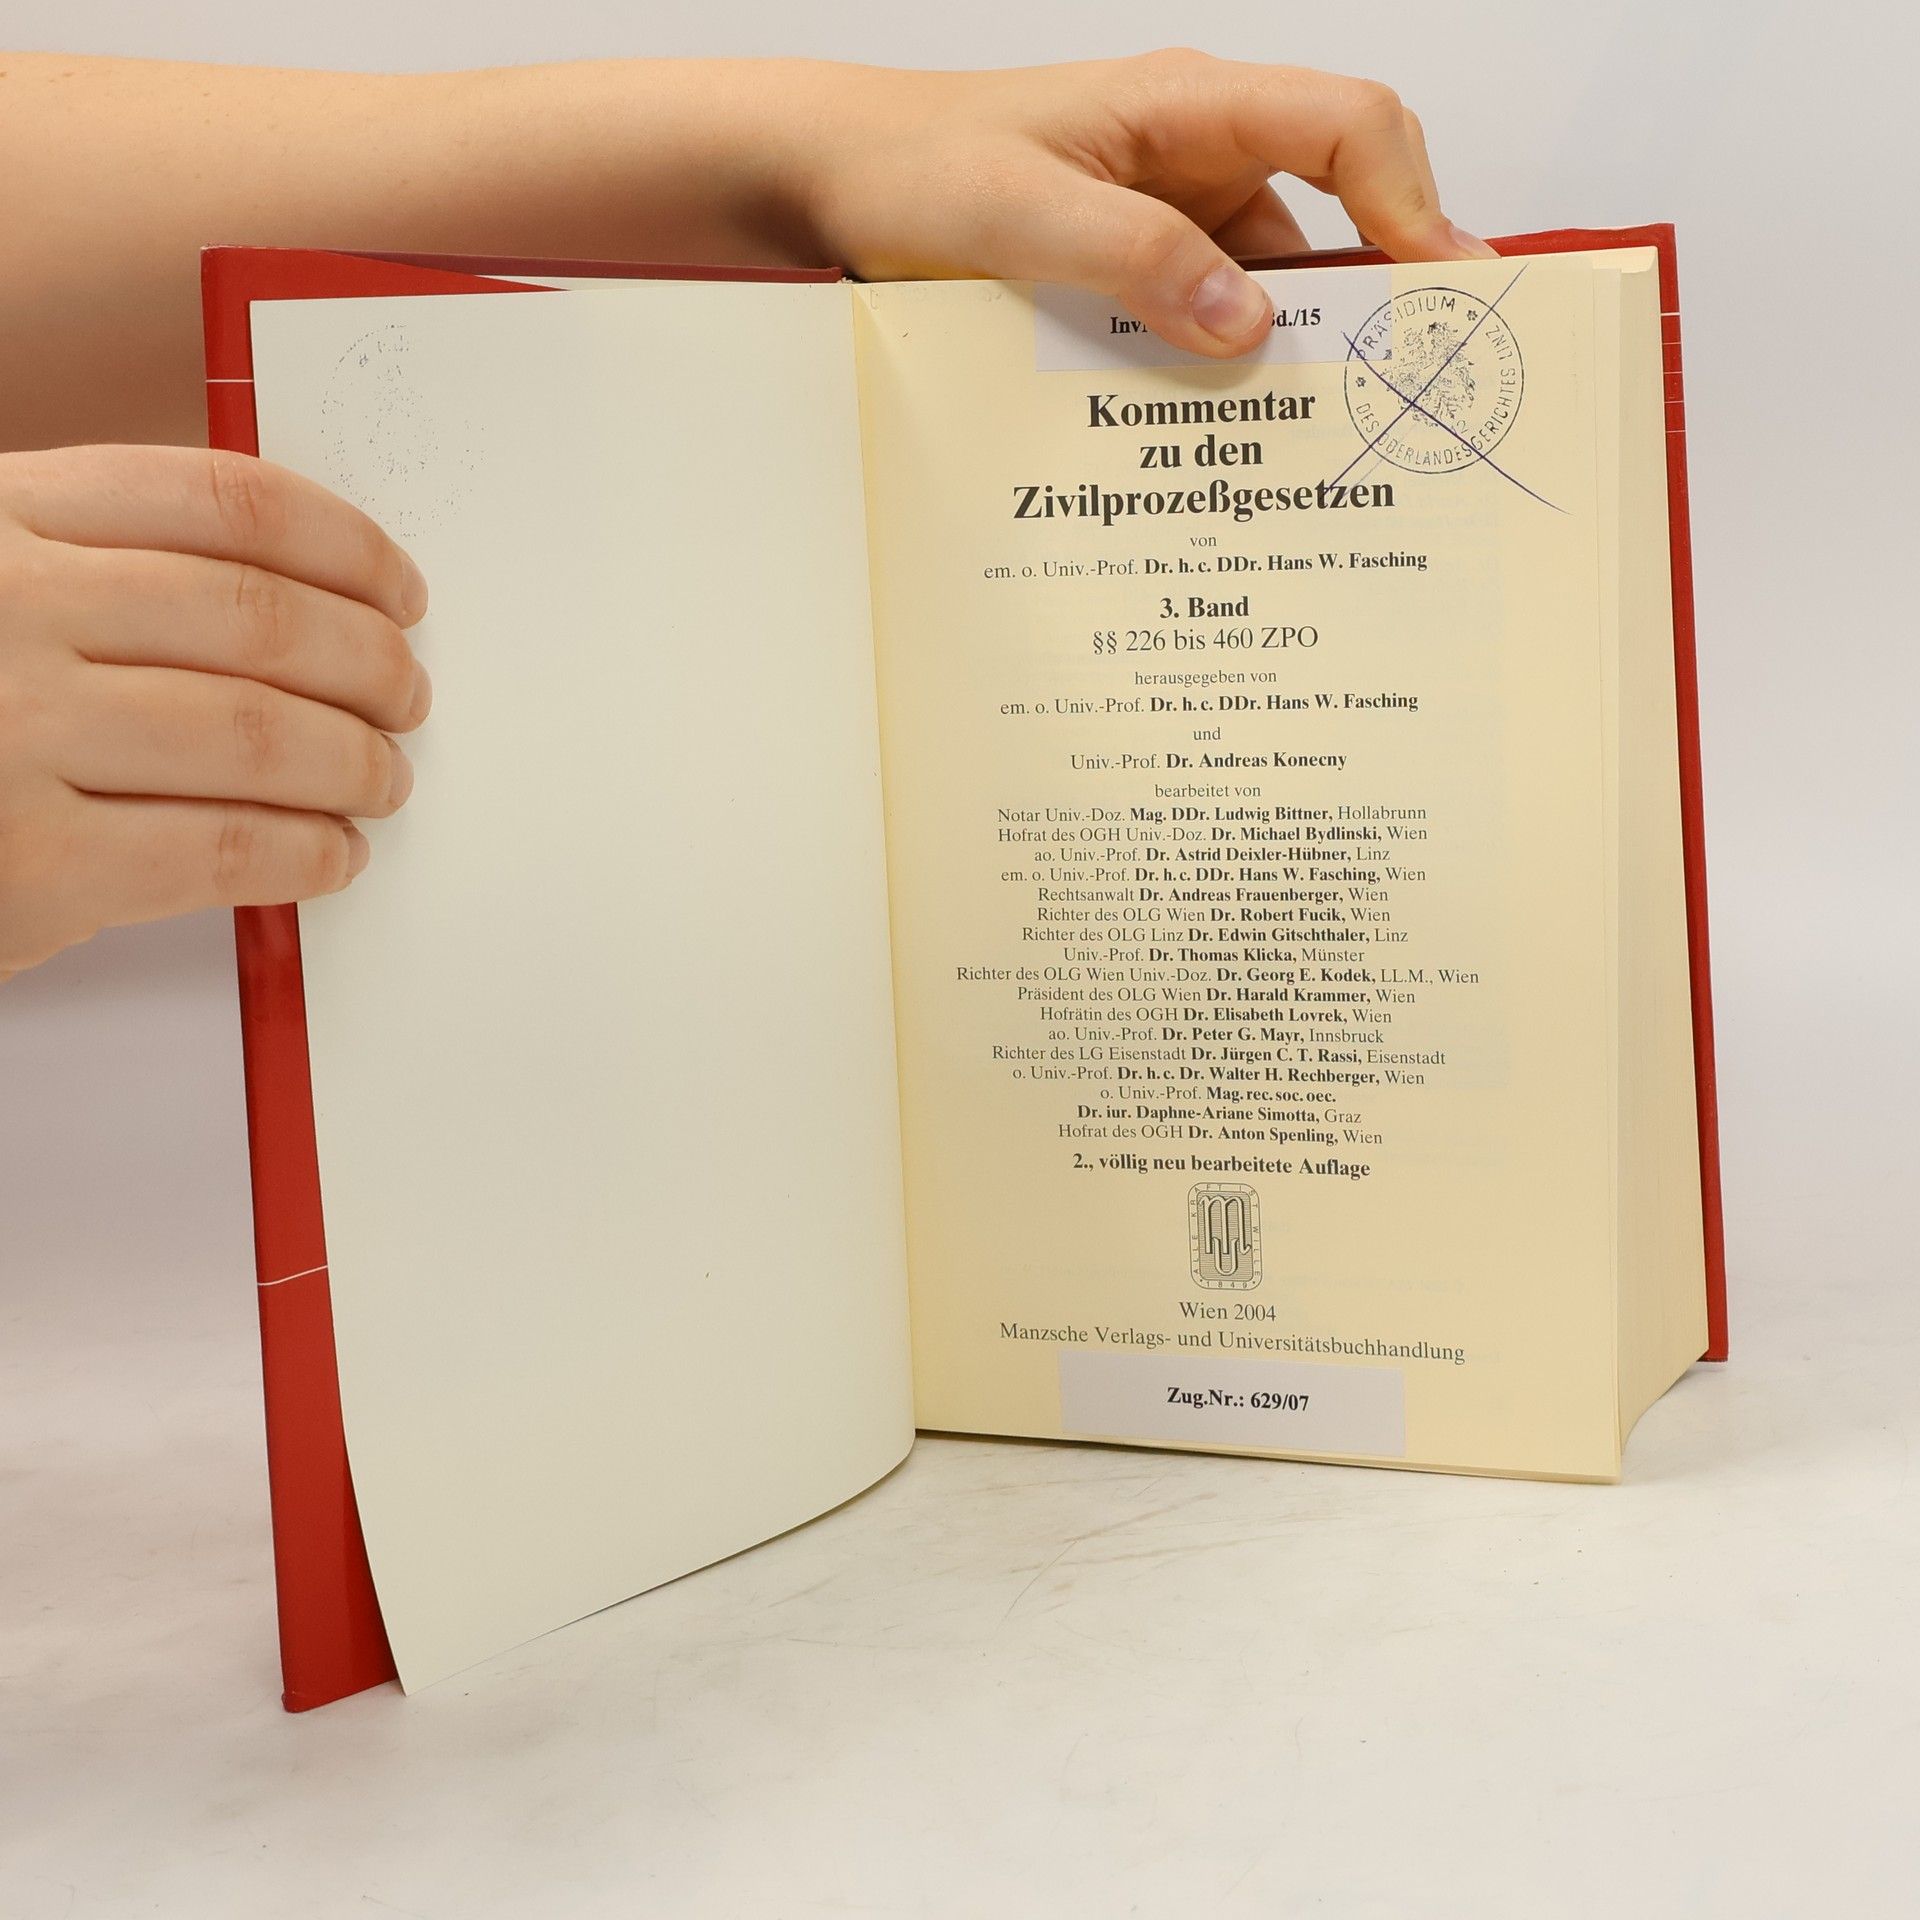 Bd./15
PRÄSIDIUM
DES OBERLANDESGERICHTES LINZ
Kommentar
zu den
Zivilprozeßgesetzen
von
em. o. Univ.-Prof. Dr. h. c. DDr. Hans W. Fasching
3. Band
§§ 226 bis 460 ZPO
herausgegeben von
em. o. Univ.-Prof. Dr. h. c. DDr. Hans W. Fasching
und
Univ.-Prof. Dr. Andreas Konecny
bearbeitet von
Notar Univ.-Doz. Mag. DDr. Ludwig Bittner, Hollabrunn
Hofrat des OGH Univ.-Doz. Dr. Michael Bydlinski, Wien
ao. Univ.-Prof. Dr. Astrid Deixler-Hübner, Linz
em. o. Univ.-Prof. Dr. h. c. DDr. Hans W. Fasching, Wien
Rechtsanwalt Dr. Andreas Frauenberger, Wien
Richter des OLG Wien Dr. Robert Fucik, Wien
Richter des OLG Linz Dr. Edwin Gitschthaler, Linz
Univ.-Prof. Dr. Thomas Klicka, Münster
Richter des OLG Wien Univ.-Doz. Dr. Georg E. Kodek, LL.M., Wien
Präsident des OLG Wien Dr. Harald Krammer, Wien
Hofrätin des OGH Dr. Elisabeth Lovrek, Wien
ao. Univ.-Prof. Dr. Peter G. Mayr, Innsbruck
Richter des LG Eisenstadt Dr. Jürgen C. T. Rassi, Eisenstadt
o. Univ.-Prof. Dr. h. c. Dr. Walter H. Rechberger, Wien
o. Univ.-Prof. Mag. rec. soc. oec.
Dr. iur. Daphne-Ariane Simotta, Graz
Hofrat des OGH Dr. Anton Spenling, Wien
2., völlig neu bearbeitete Auflage
ALLE KRAFT IST WILLE
1849
Wien 2004
Manzsche Verlags- und Universitätsbuchhandlung
Zug.Nr.: 629/07